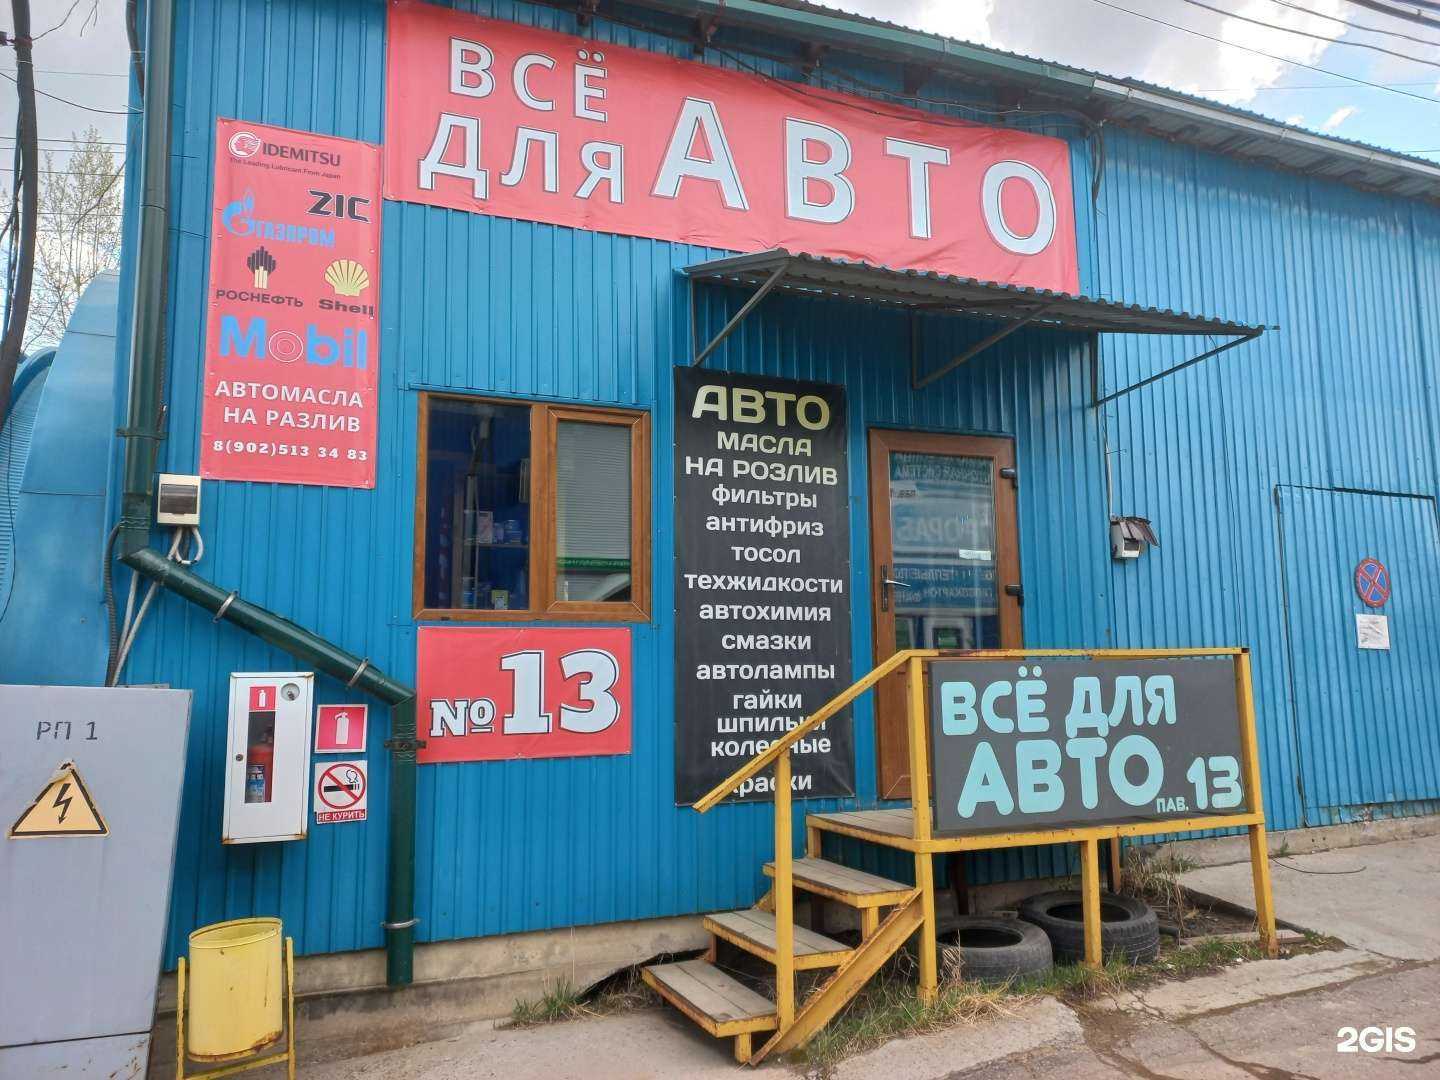 ВСЁ
ДЛЯ АВТО
IDEMITSU
The Leading Lubricant From Japan
ZIC
ГАЗПРОМ
РОСНЕФТЬ
Shell
Mobil
АВТОМАСЛА
НА РАЗЛИВ
8(902)513 34 83
АВТО
МАСЛА
НА РОЗЛИВ
ФИЛЬТРЫ
АНТИФРИЗ
ТОСОЛ
ТЕХЖИДКОСТИ
АВТОХИМИЯ
СМАЗКИ
АВТОЛАМПЫ
ГАЙКИ
ШПИЛЬКИ
КОЛЕСНЫЕ
КРАСКИ
№13
РП 1
НЕ КУРИТЬ
ВСЁ ДЛЯ
АВТО ПАВ. 13
2GIS